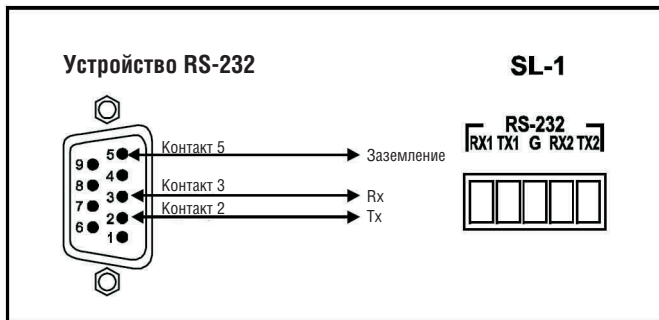 Устройство RS-232
5
9
4
8
3
7
2
6
1
Контакт 5
Заземление
Контакт 3
Rx
Контакт 2
Tx
SL-1
RS-232
RX1 TX1 G RX2 TX2